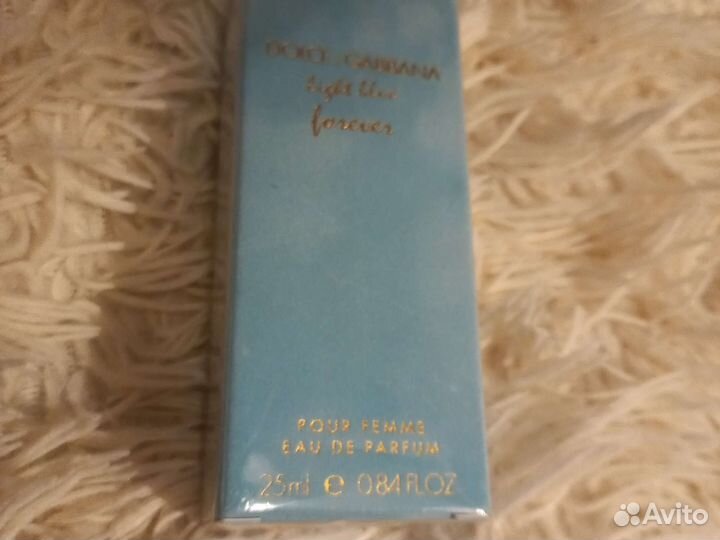 DOLCE & GABBANA
light blue
forever
POUR FEMME
EAU DE PARFUM
25ml e 0.84 FL.OZ
Avito